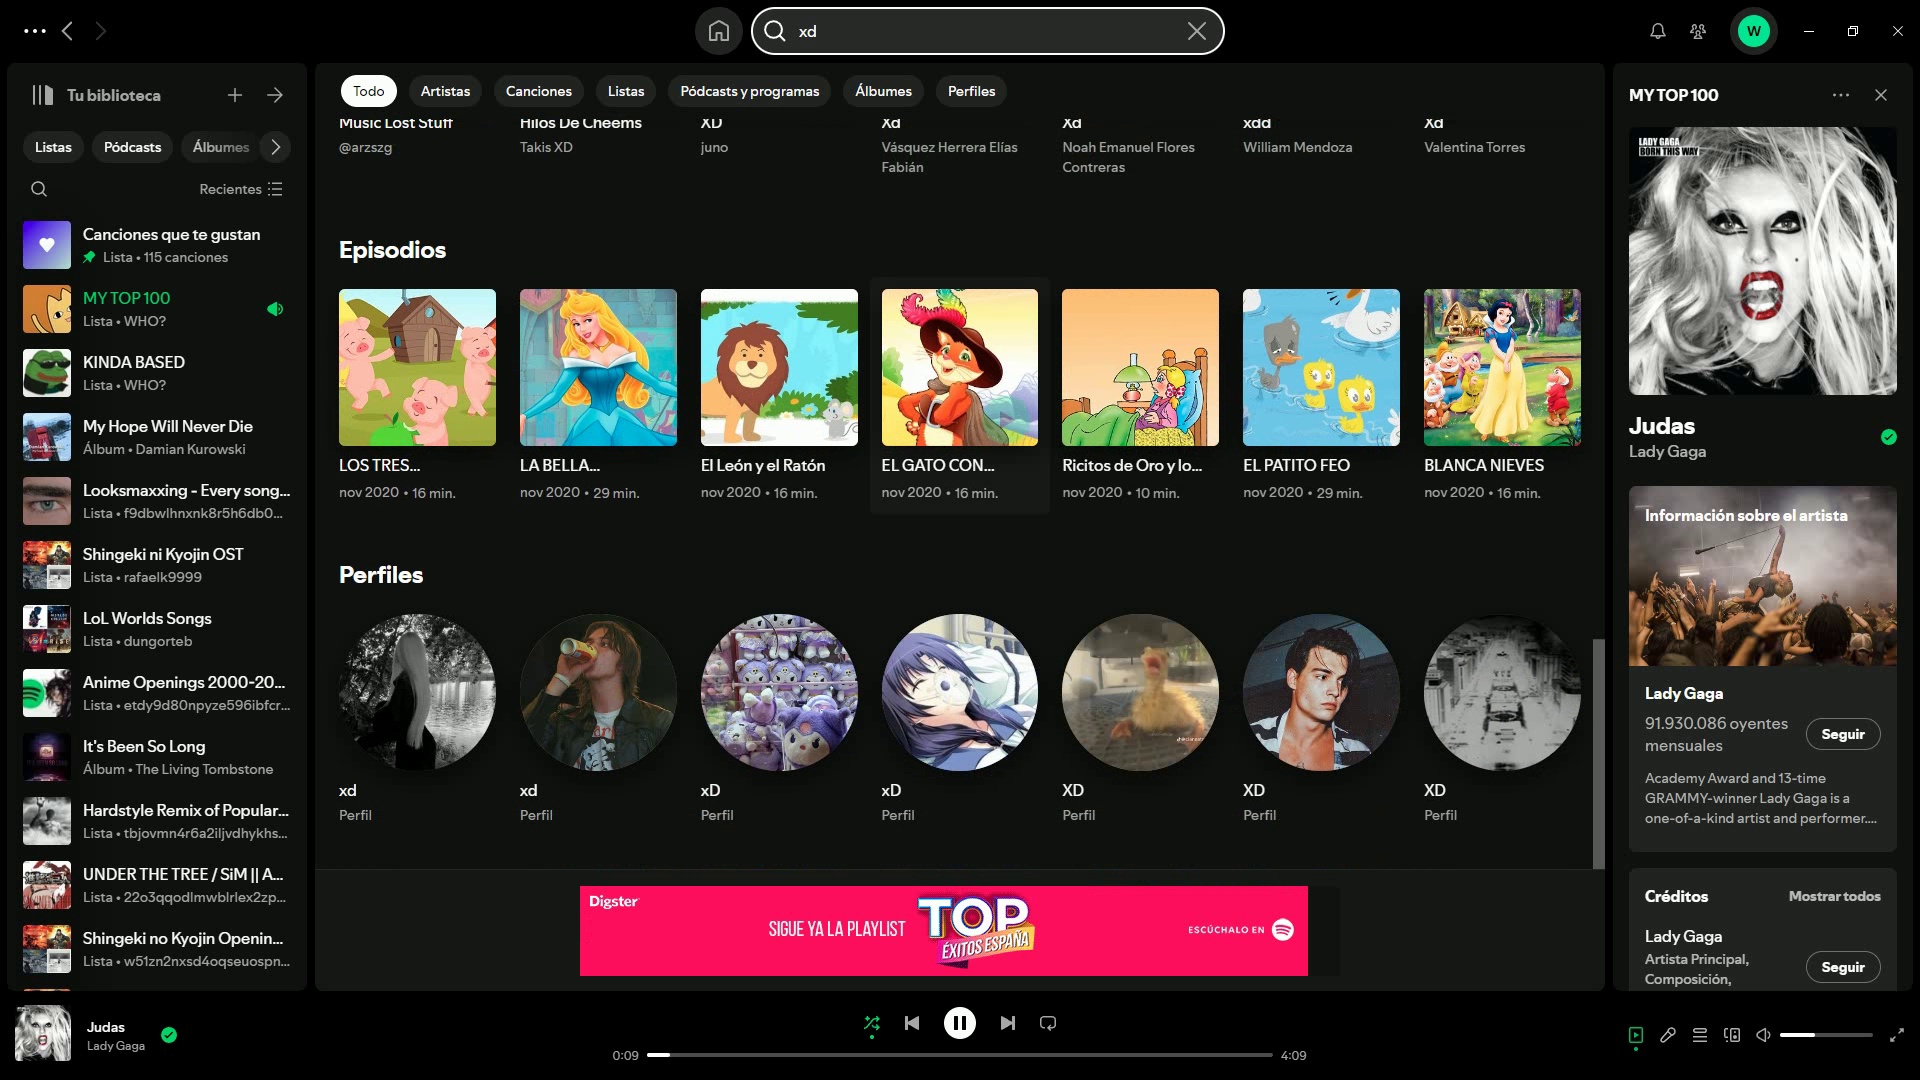 xd
W
Tu biblioteca
Listas
Pódcasts
Álbumes
Recientes
Canciones que te gustan
Lista • 115 canciones
MY TOP 100
Lista • WHO?
KINDA BASED
Lista • WHO?
My Hope Will Never Die
Álbum • Damian Kurowski
Looksmaxxing - Every song...
Lista • f9dbwlhnxnk8r5h6db0...
Shingeki ni Kyojin OST
Lista • rafaelk9999
LoL Worlds Songs
Lista • dungorteb
Anime Openings 2000-20...
Lista • etdy9d80npyze596ibfcr...
It's Been So Long
Álbum • The Living Tombstone
Hardstyle Remix of Popular...
Lista • tbjovmn4r6a2iljvdhykhs...
UNDER THE TREE / SiM || A...
Lista • 22o3qqodlmwblrlex2zp...
Shingeki no Kyojin Openin...
Lista • w51zn2nxsd4oqseuospn...
Todo
Artistas
Canciones
Listas
Pódcasts y programas
Álbumes
Perfiles
Music Lost Stuff
@arzszg
Hilos De Cheems
Takis XD
XD
juno
Xd
Vásquez Herrera Elías
Fabián
Xd
Noah Emanuel Flores
Contreras
xdd
William Mendoza
Xd
Valentina Torres
Episodios
LOS TRES...
nov 2020 • 16 min.
LA BELLA...
nov 2020 • 29 min.
El León y el Ratón
nov 2020 • 16 min.
EL GATO CON...
nov 2020 • 16 min.
Ricitos de Oro y lo...
nov 2020 • 10 min.
EL PATITO FEO
nov 2020 • 29 min.
BLANCA NIEVES
nov 2020 • 16 min.
Perfiles
xd
Perfil
xd
Perfil
xD
Perfil
xD
Perfil
XD
Perfil
XD
Perfil
XD
Perfil
Digster
SIGUE YA LA PLAYLIST
TOP
ÉXITOS ESPAÑA
ESCÚCHALO EN
MY TOP 100
LADY GAGA
BORN THIS WAY
Judas
Lady Gaga
Información sobre el artista
Lady Gaga
91.930.086 oyentes
mensuales
Seguir
Academy Award and 13-time
GRAMMY-winner Lady Gaga is a
one-of-a-kind artist and performer....
Créditos
Mostrar todos
Lady Gaga
Artista Principal,
Composición,
Seguir
Judas
Lady Gaga
0:09
4:09